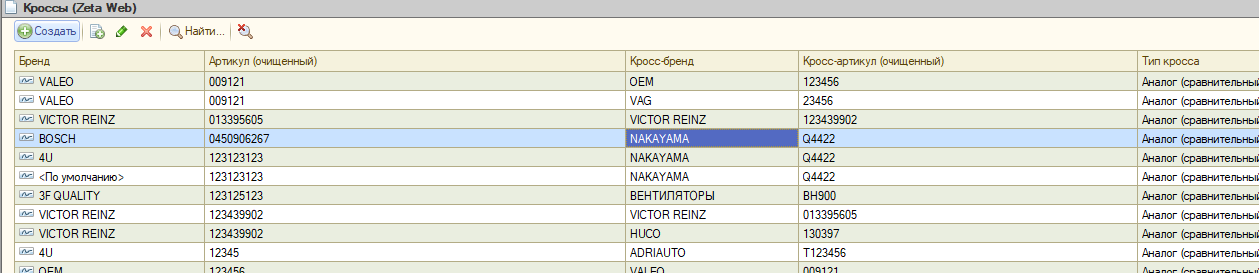 Кроссы (Zeta Web)
Создать Найти...
Бренд Артикул (очищенный) Кросс-бренд Кросс-артикул (очищенный) Тип кросса
VALEO 009121 OEM 123456 Аналог (сравнительный
VALEO 009121 VAG 23456 Аналог (сравнительный
VICTOR REINZ 013395605 VICTOR REINZ 123439902 Аналог (сравнительный
BOSCH 0450906267 NAKAYAMA Q4422 Аналог (сравнительный
4U 123123123 NAKAYAMA Q4422 Аналог (сравнительный
<По умолчанию> 123123123 NAKAYAMA Q4422 Аналог (сравнительный
3F QUALITY 123125123 ВЕНТИЛЯТОРЫ BH900 Аналог (сравнительный
VICTOR REINZ 123439902 VICTOR REINZ 013395605 Аналог (сравнительный
VICTOR REINZ 123439902 HUCO 130397 Аналог (сравнительный
4U 12345 ADRIAUTO T123456 Аналог (сравнительный
OEM 123456 VALEO 009121 Аналог (сравнительный